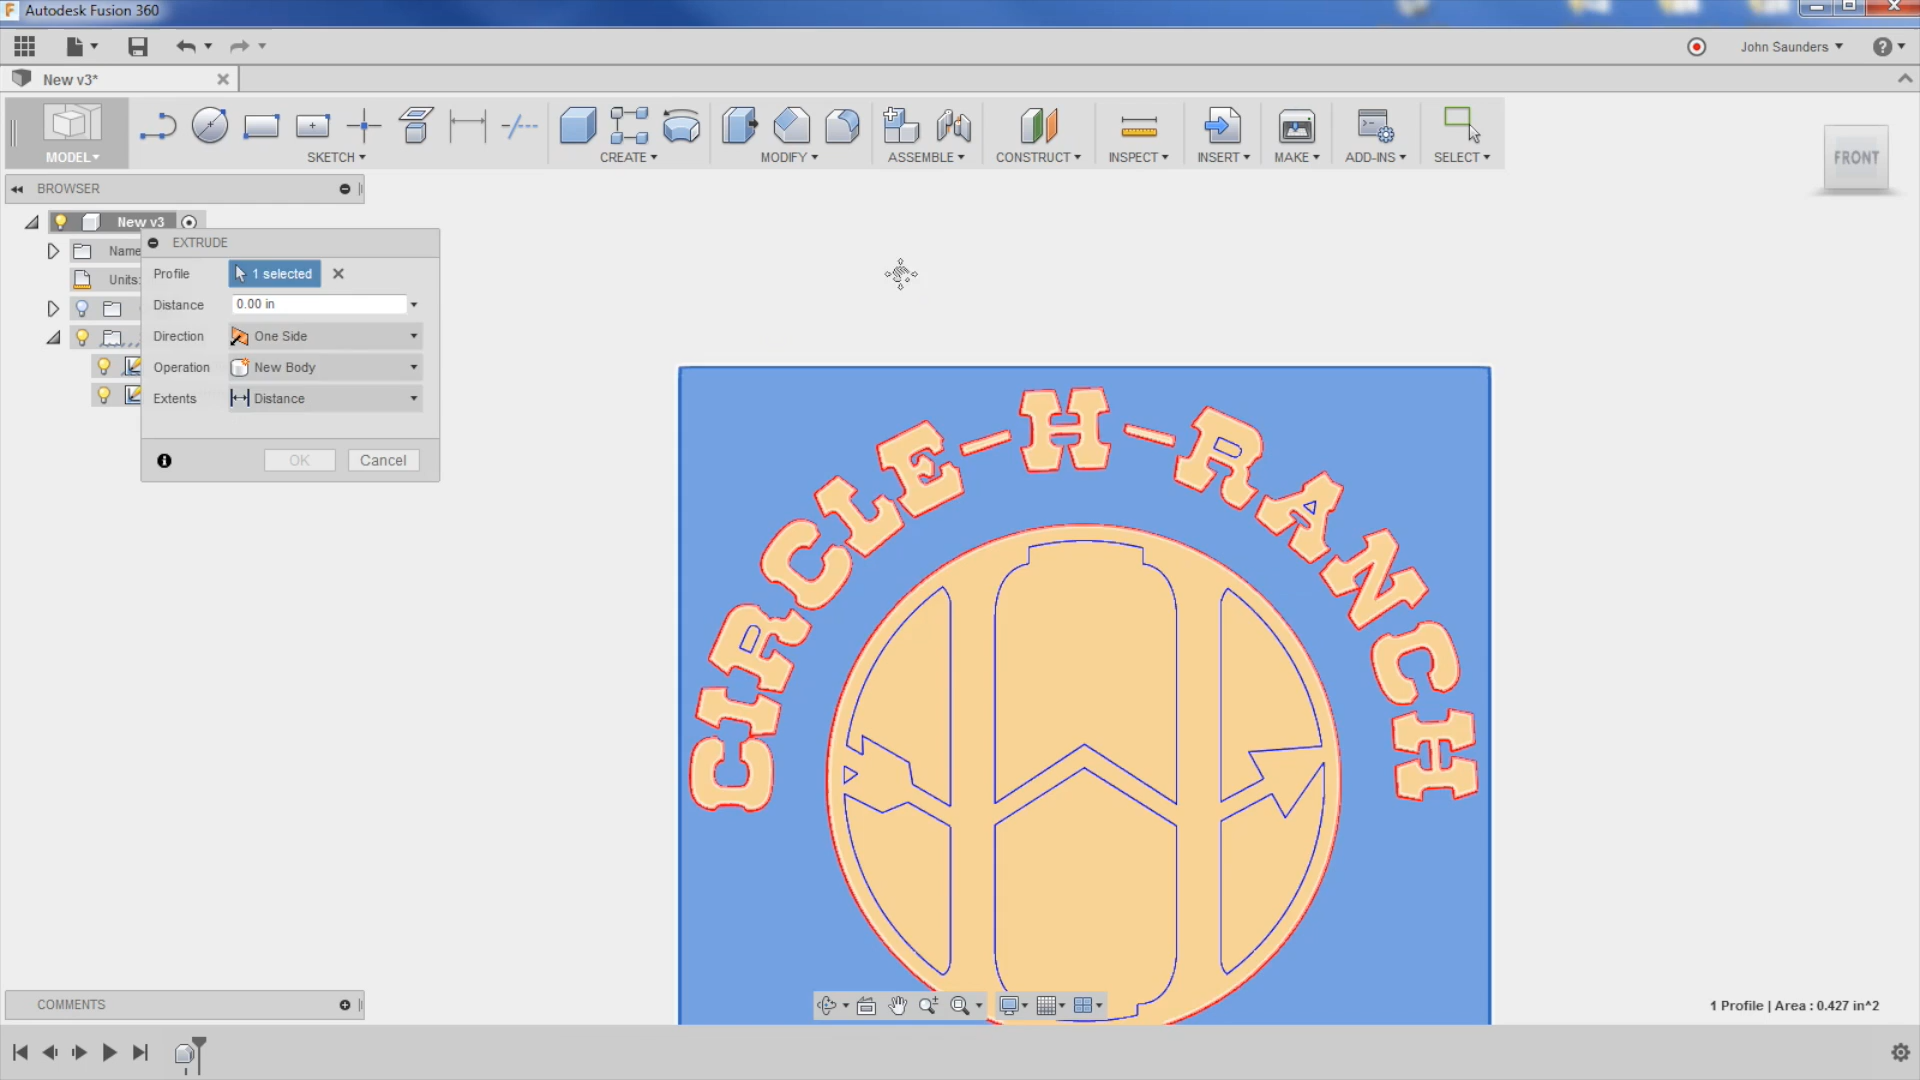 Autodesk Fusion 360
John Saunders
New v3*
MODEL
SKETCH
CREATE
MODIFY
ASSEMBLE
CONSTRUCT
INSPECT
INSERT
MAKE
ADD-INS
SELECT
FRONT
BROWSER
New v3
Name
Units:
EXTRUDE
Profile
1 selected
Distance
0.00 in
Direction
One Side
Operation
New Body
Extents
Distance
OK
Cancel
CIRCLE-H-RANCH
COMMENTS
1 Profile | Area : 0.427 in^2